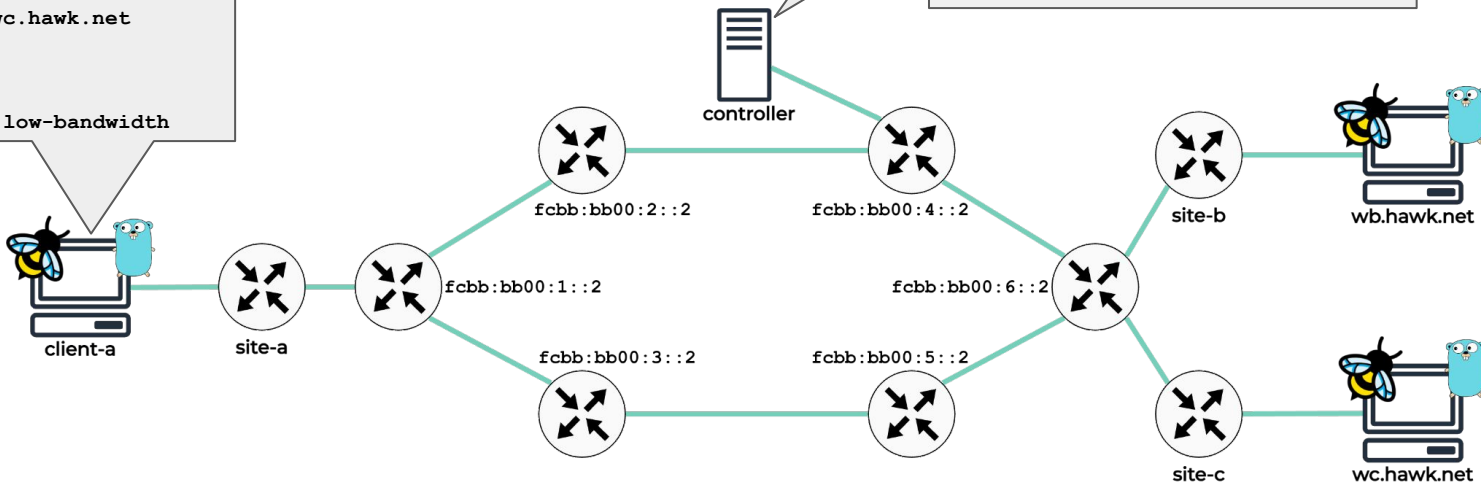 wc.hawk.net
low-bandwidth
controller
fcbb:bb00:2::2
fcbb:bb00:4::2
site-b
wb.hawk.net
fcbb:bb00:1::2
fcbb:bb00:6::2
client-a
site-a
fcbb:bb00:3::2
fcbb:bb00:5::2
site-c
wc.hawk.net